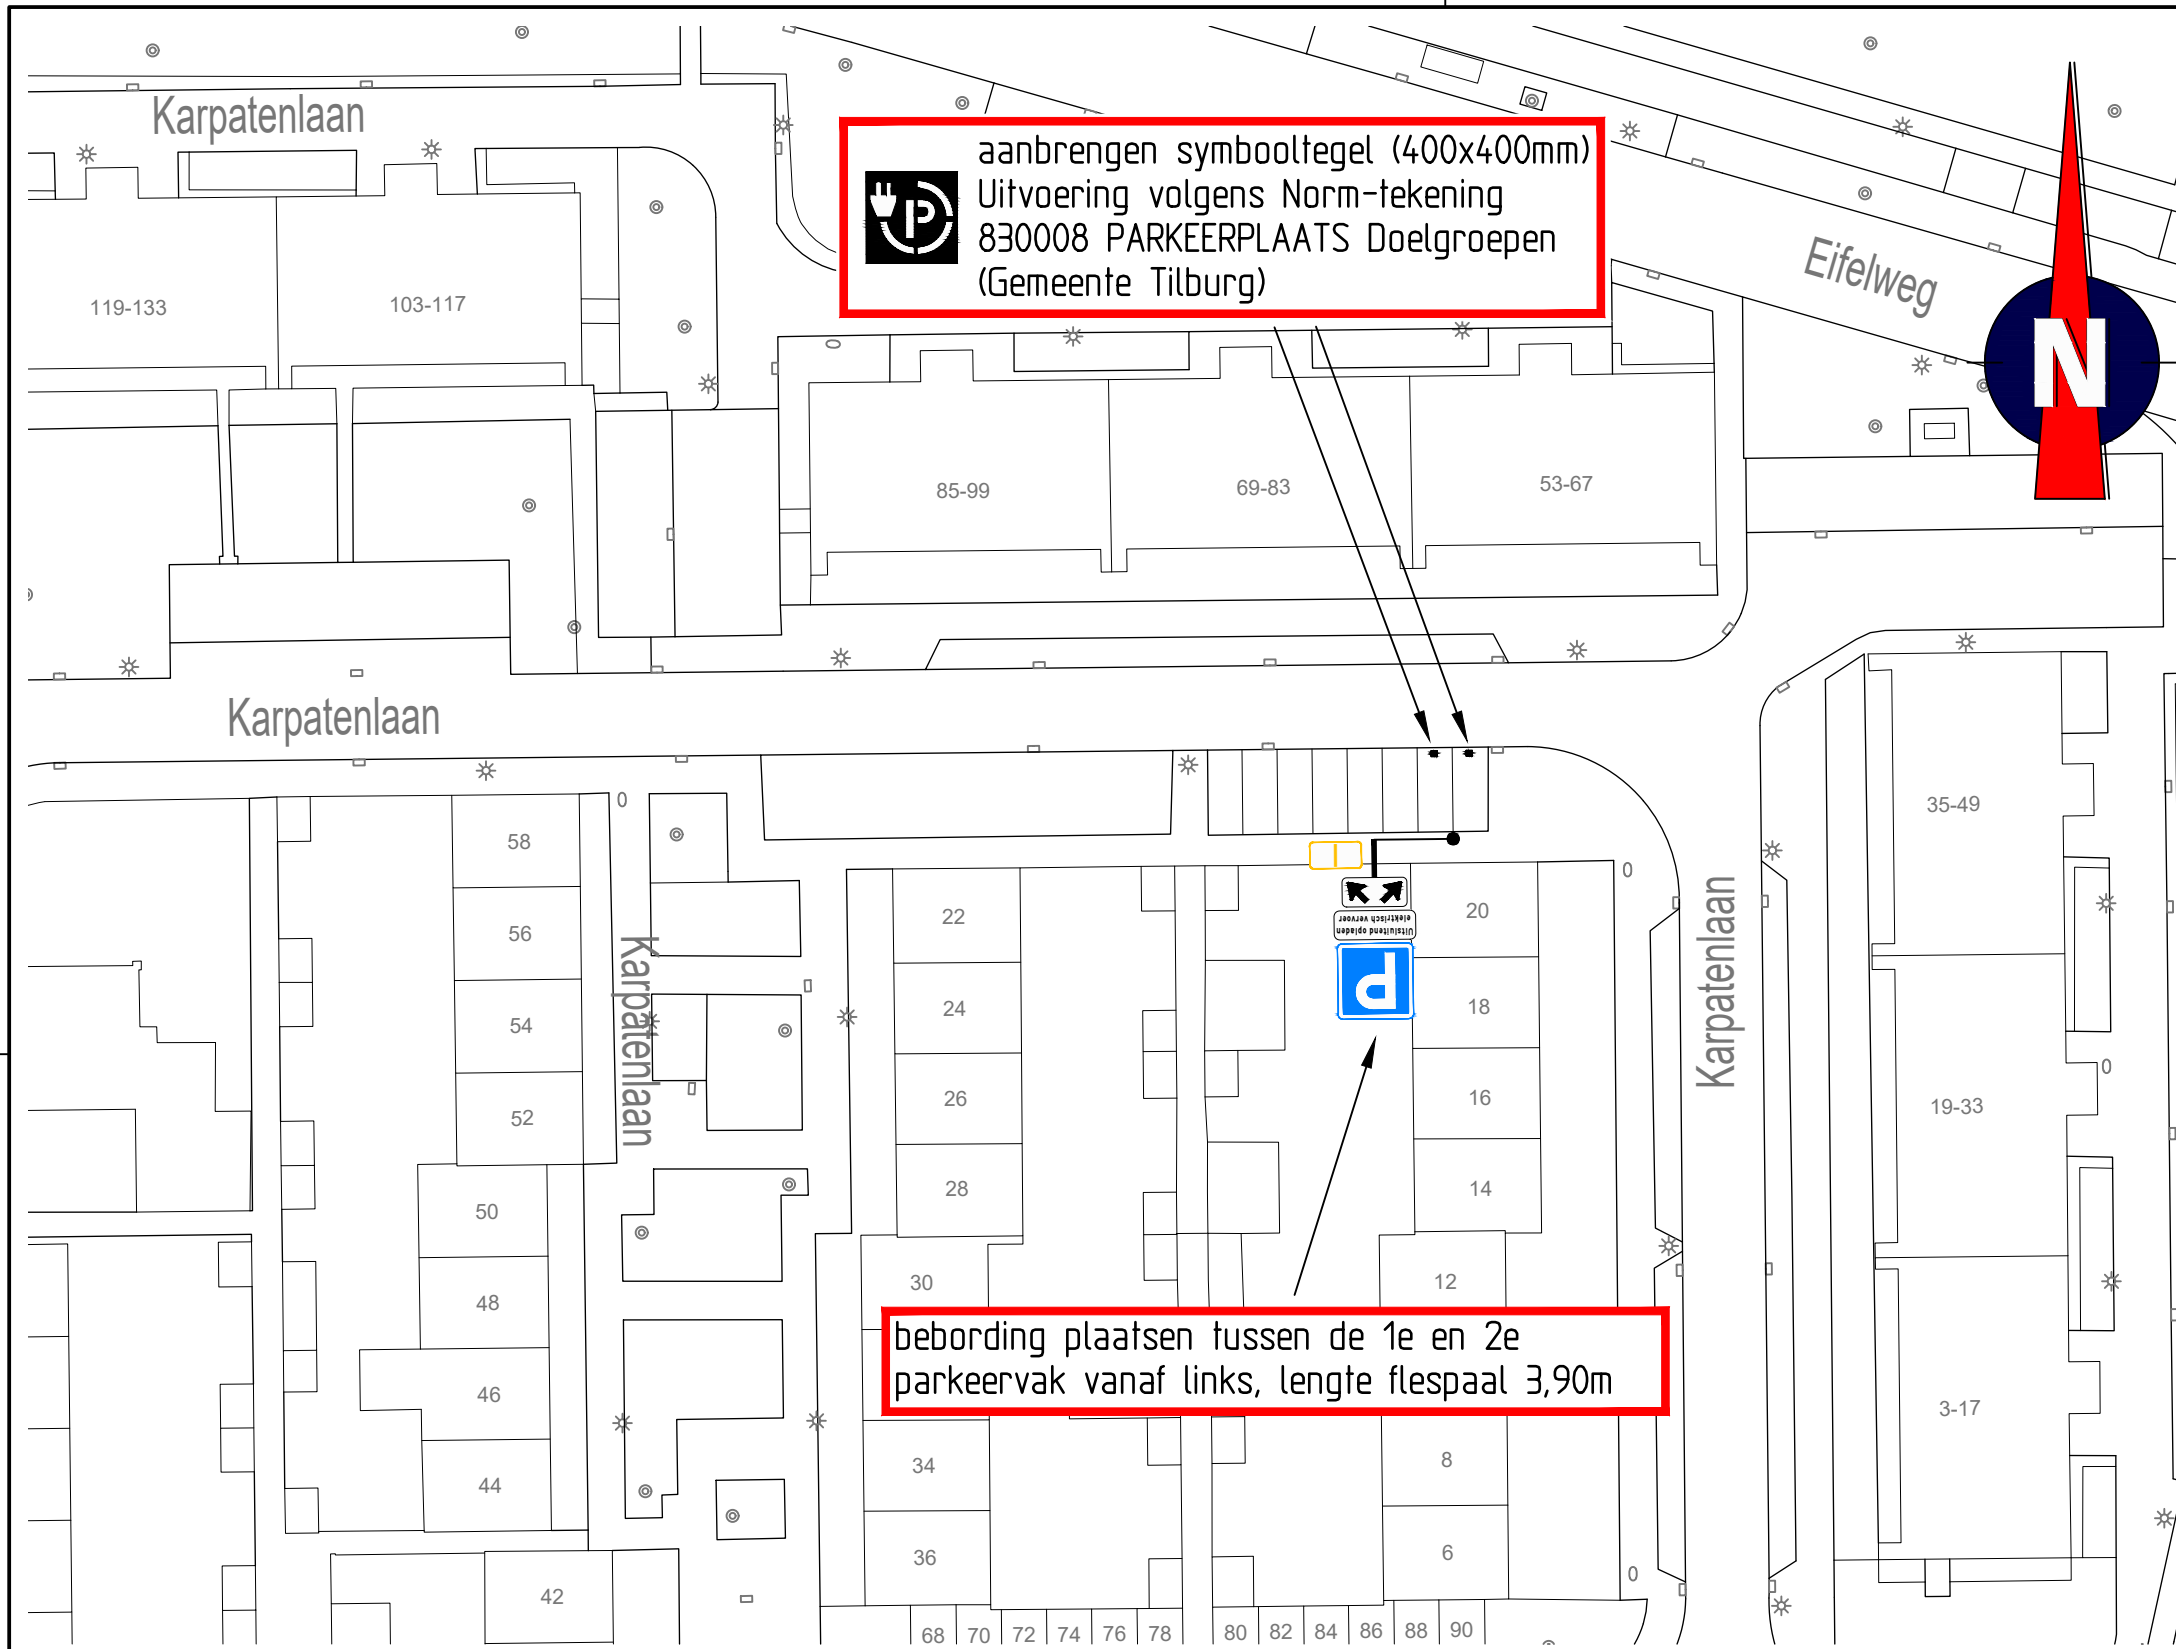 Karpatenlaan
aanbrengen symbooltegel (400x400mm)
Uitvoering volgens Norm-tekening
830008 PARKEERPLAATS Doelgroepen
(Gemeente Tilburg)
P
Eifelweg
N
119-133
103-117
85-99
69-83
53-67
Karpatenlaan
35-49
58
56
54
52
50
48
46
44
42
Karpatenlaan
22
24
26
28
30
34
36
20
18
16
14
12
8
6
Uitsluitend opladen
elektrisch vervoer
P
Karpatenlaan
19-33
3-17
bebording plaatsen tussen de 1e en 2e
parkeervak vanaf links, lengte flespaal 3,90m
68 70 72 74 76 78 80 82 84 86 88 90